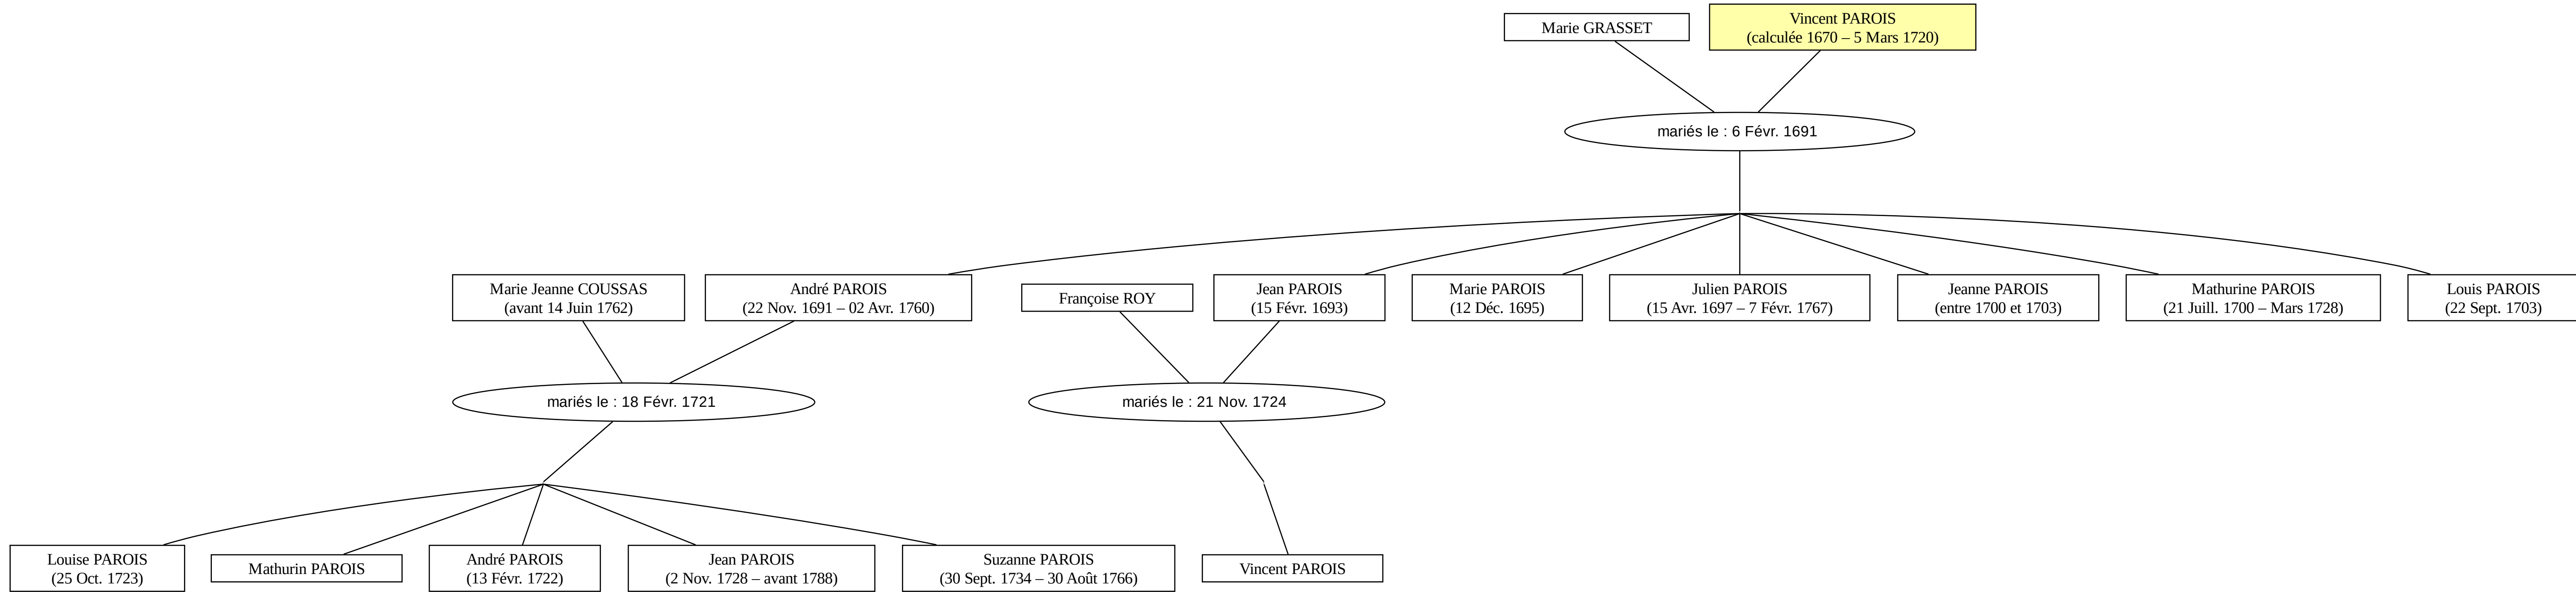 Marie GRASSET
Vincent PAROIS
(calculée 1670 – 5 Mars 1720)
mariés le : 6 Févr. 1691
Marie Jeanne COUSSAS
(avant 14 Juin 1762)
André PAROIS
(22 Nov. 1691 – 02 Avr. 1760)
Françoise ROY
Jean PAROIS
(15 Févr. 1693)
Marie PAROIS
(12 Déc. 1695)
Julien PAROIS
(15 Avr. 1697 – 7 Févr. 1767)
Jeanne PAROIS
(entre 1700 et 1703)
Mathurine PAROIS
(21 Juill. 1700 – Mars 1728)
Louis PAROIS
(22 Sept. 1703)
mariés le : 18 Févr. 1721
mariés le : 21 Nov. 1724
Louise PAROIS
(25 Oct. 1723)
Mathurin PAROIS
André PAROIS
(13 Févr. 1722)
Jean PAROIS
(2 Nov. 1728 – avant 1788)
Suzanne PAROIS
(30 Sept. 1734 – 30 Août 1766)
Vincent PAROIS